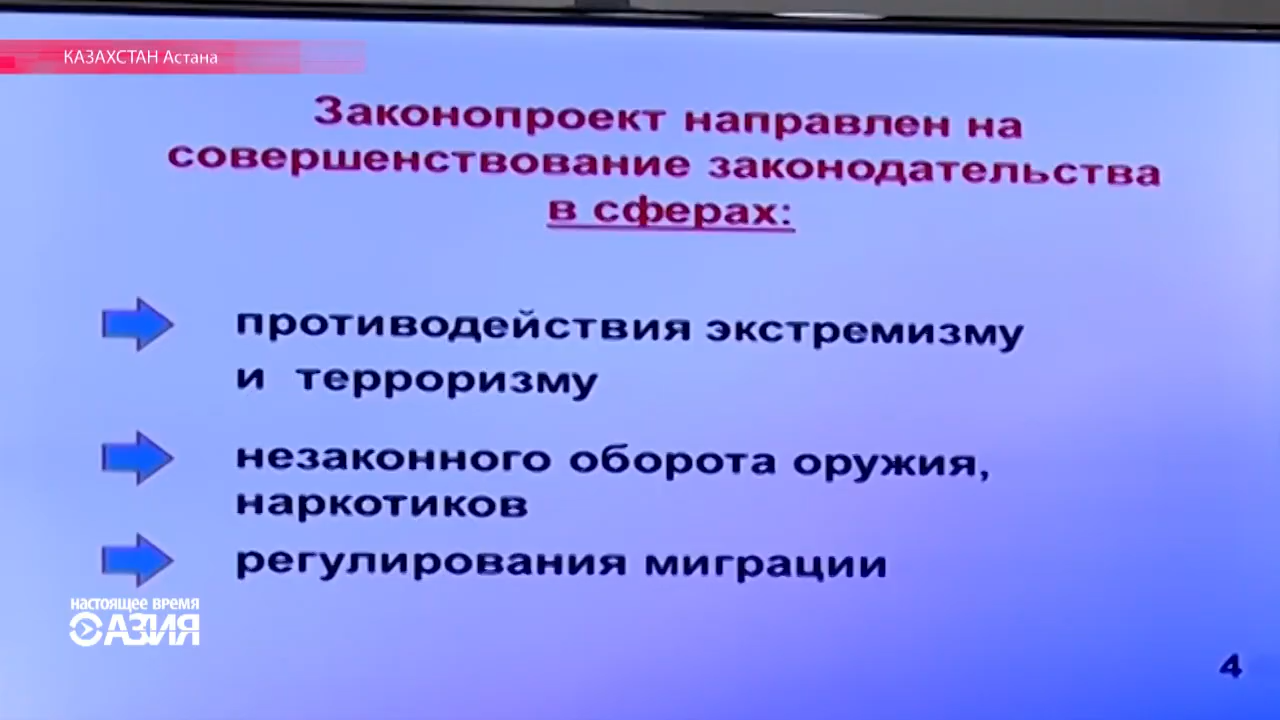 КАЗАХСТАН Астана
Законопроект направлен на
совершенствование законодательства
в сферах:
противодействия экстремизму
и терроризму
незаконного оборота оружия,
наркотиков
регулирования миграции
настоящее время
АЗИЯ
4